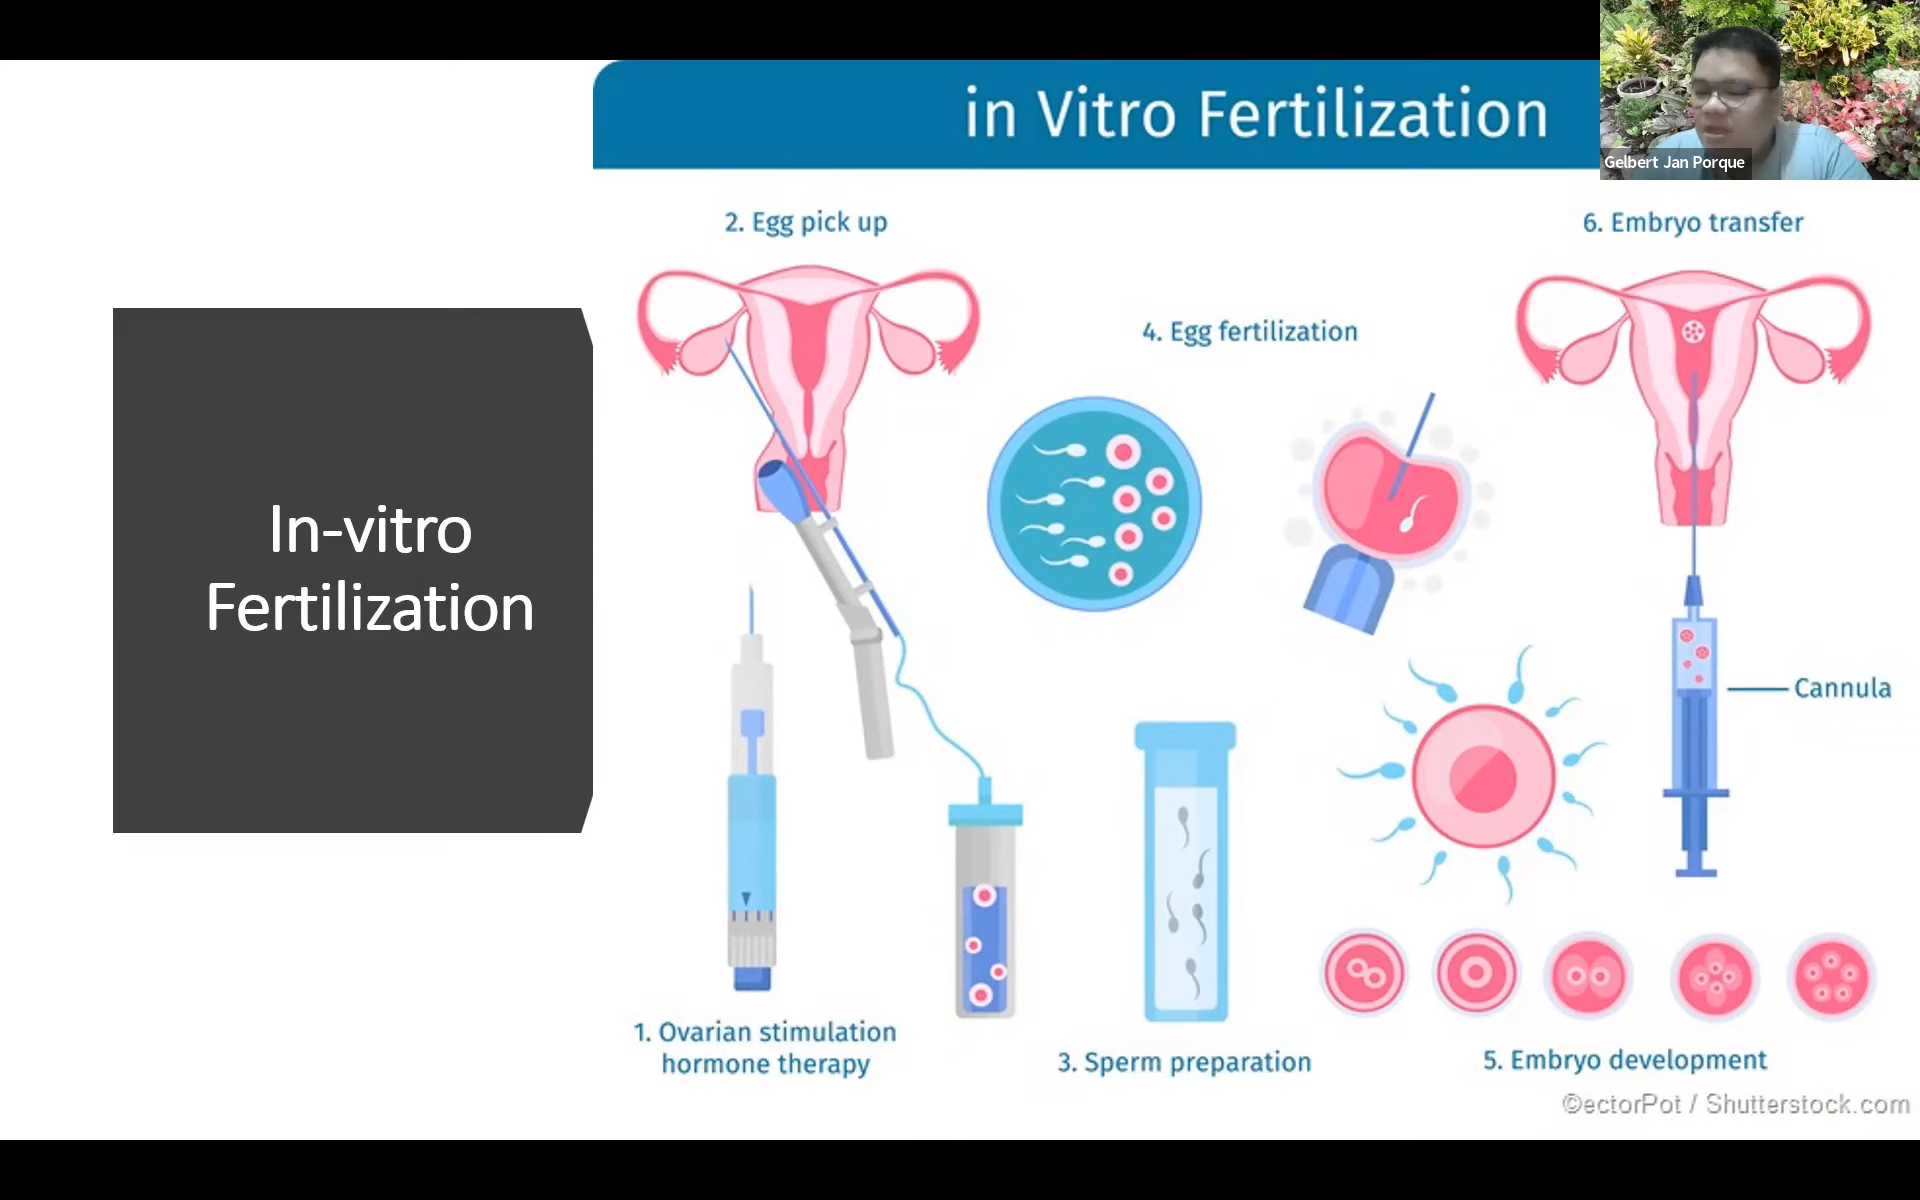 in Vitro Fertilization
Gelbert Jan Porque
In-vitro
Fertilization
2. Egg pick up
6. Embryo transfer
4. Egg fertilization
Cannula
1. Ovarian stimulation
hormone therapy
3. Sperm preparation
5. Embryo development
©ectorPot / Shutterstock.com